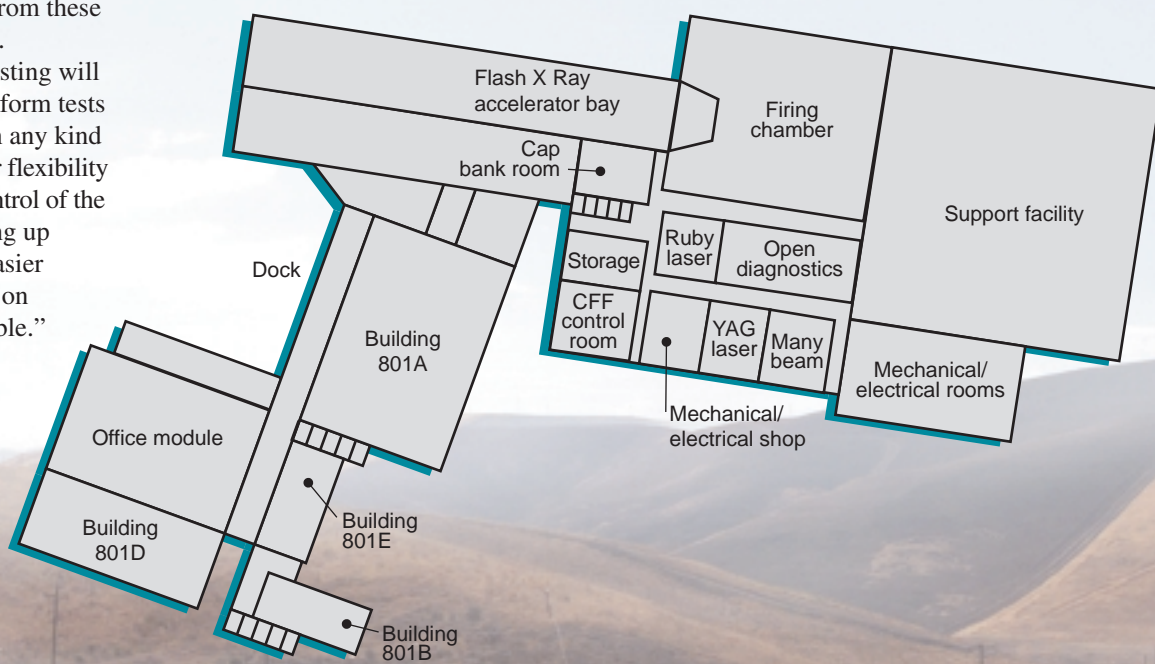 rom these
.
sting will
form tests
any kind
r flexibility
ntrol of the
ng up
asier
on
ble.”
Flash X Ray
accelerator bay
Firing
chamber
Cap
bank room
Support facility
Ruby
laser
Open
diagnostics
Storage
Dock
CFF
control
room
YAG
laser
Many
beam
Building
801A
Mechanical/
electrical rooms
Mechanical/
electrical shop
Office module
Building
801D
Building
801E
Building
801B